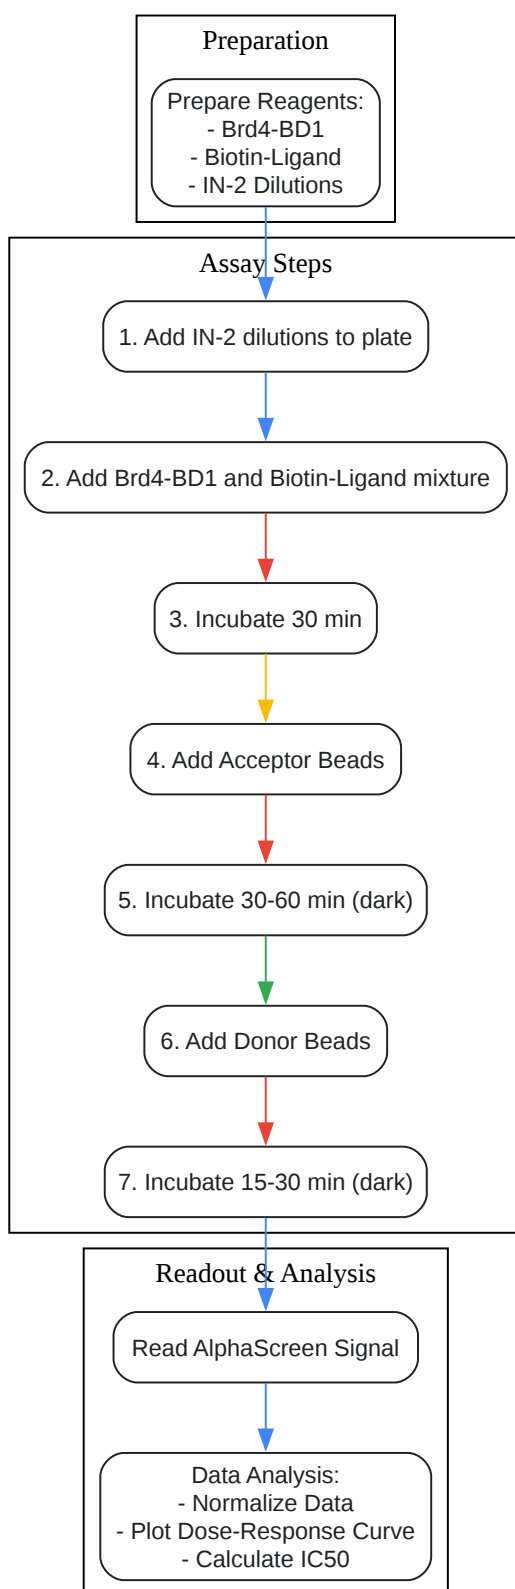 Preparation
Prepare Reagents:
- Brd4-BD1
- Biotin-Ligand
- IN-2 Dilutions
Assay Steps
1. Add IN-2 dilutions to plate
2. Add Brd4-BD1 and Biotin-Ligand mixture
3. Incubate 30 min
4. Add Acceptor Beads
5. Incubate 30-60 min (dark)
6. Add Donor Beads
7. Incubate 15-30 min (dark)
Readout & Analysis
Read AlphaScreen Signal
Data Analysis:
- Normalize Data
- Plot Dose-Response Curve
- Calculate IC50